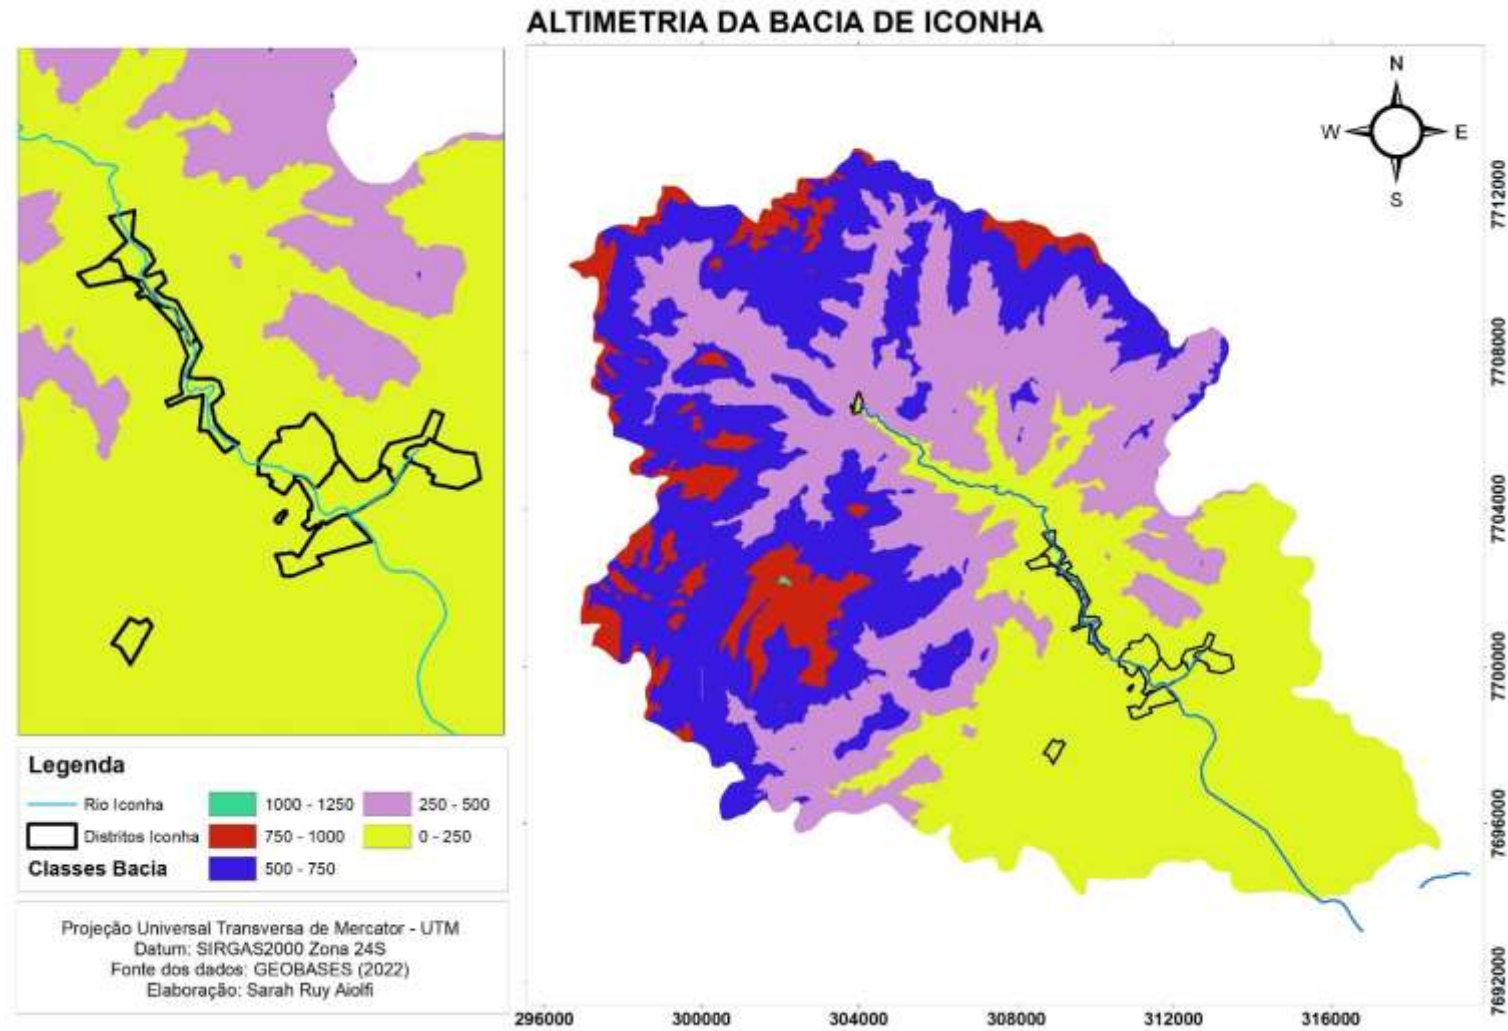 ALTIMETRIA DA BACIA DE ICONHA
N
W
E
S
7712000
7708000
7704000
7700000
7696000
7692000
296000
300000
304000
308000
312000
316000
Legenda
Rio Iconha
Distritos Iconha
Classes Bacia
1000 - 1250
750 - 1000
500 - 750
250 - 500
0 - 250
Projeção Universal Transversa de Mercator - UTM
Datum: SIRGAS2000 Zona 24S
Fonte dos dados: GEOBASES (2022)
Elaboração: Sarah Ruy Aiolfi